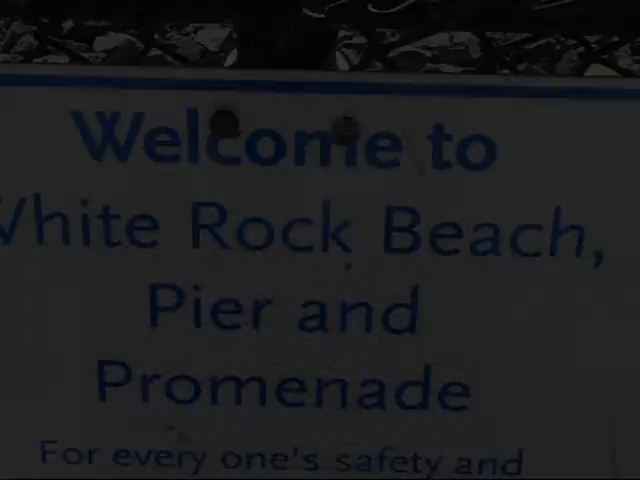 Welcome to
White Rock Beach,
Pier and
Promenade
For every one's safety and